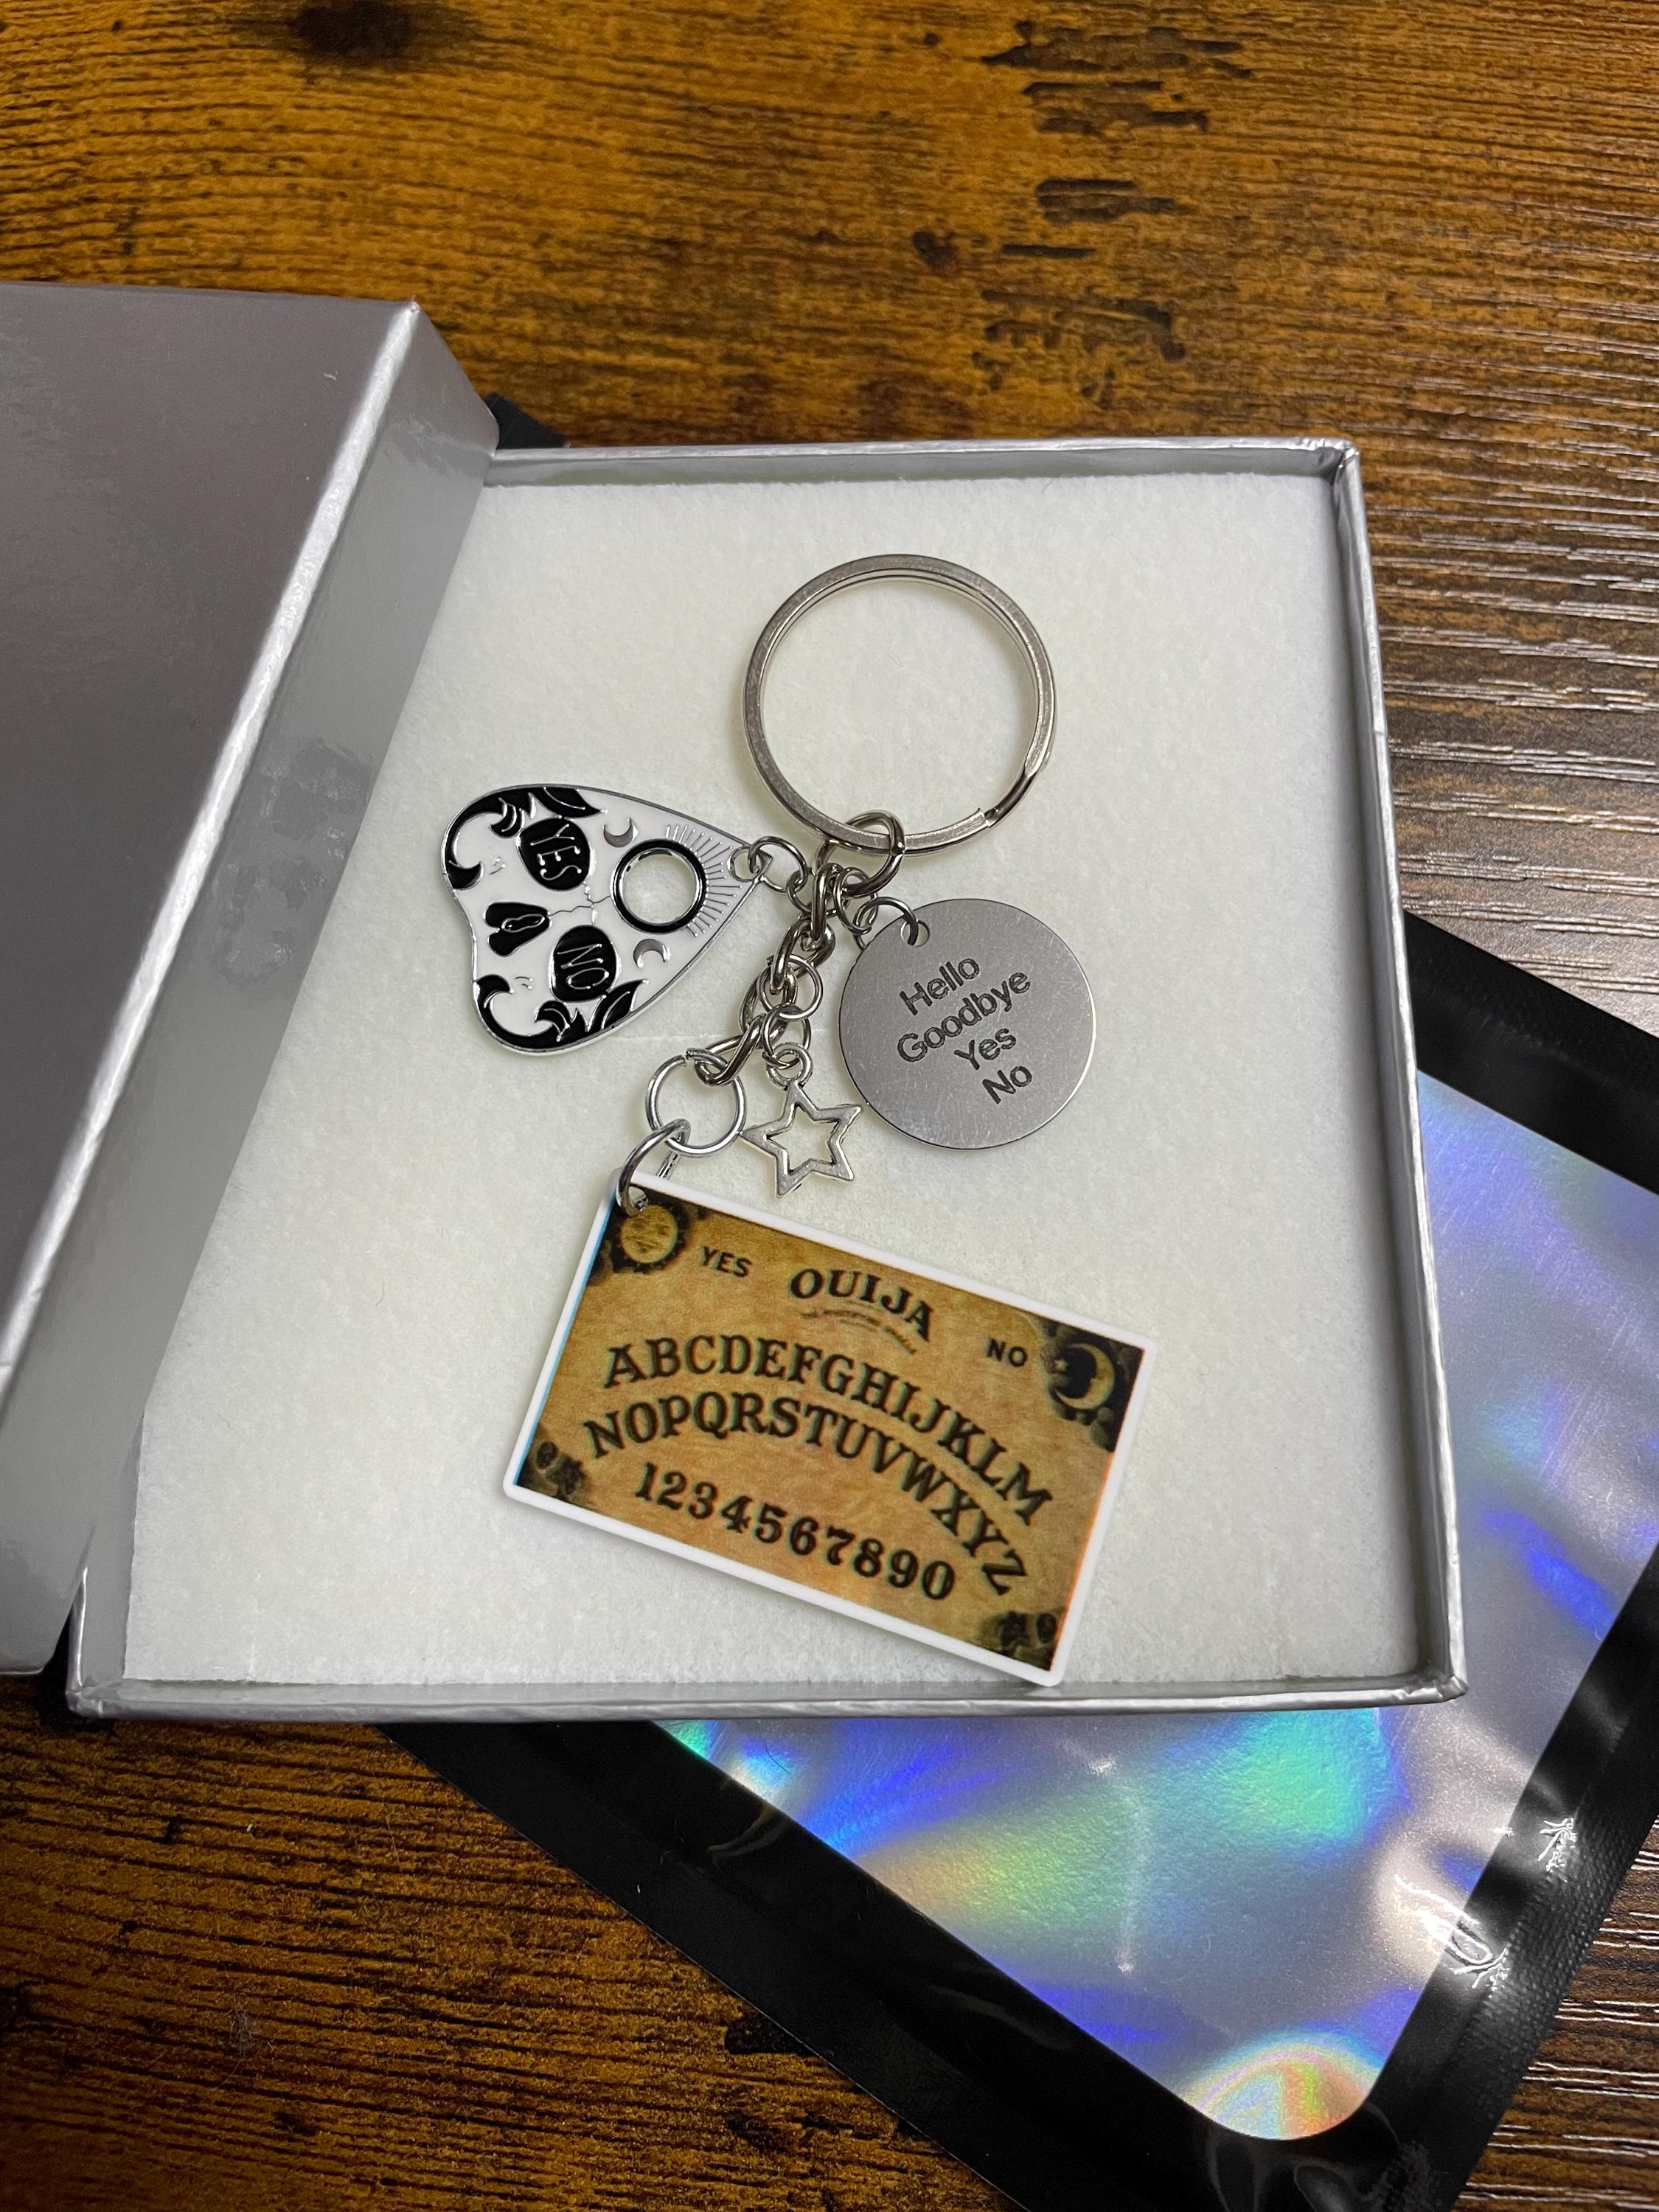 YES
NO
Hello
Goodbye
Yes
No
YES
OUIJA
NO
ABCDEFGHIJKLM
NOPQRSTUVWXYZ
1234567890